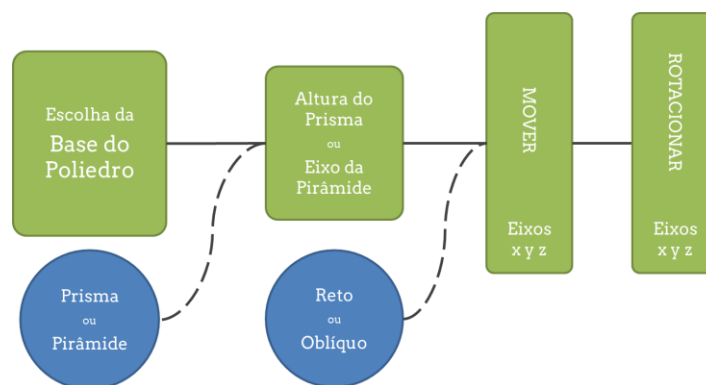 Escolha da
Base do
Poliedro
Altura do
Prisma
ou
Eixo da
Pirâmide
MOVER
Eixos
x y z
ROTACIONAR
Eixos
x y z
Prisma
ou
Pirâmide
Reto
ou
Oblíquo